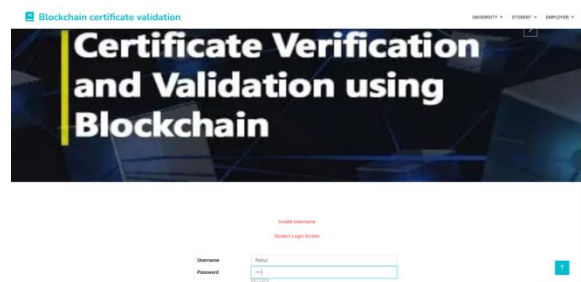 Blockchain certificate validation
UNIVERSITY STUDENT EMPLOYER
Certificate Verification
and Validation using
Blockchain
Invalid Username
Student Login Screen
Username Rahul
Password